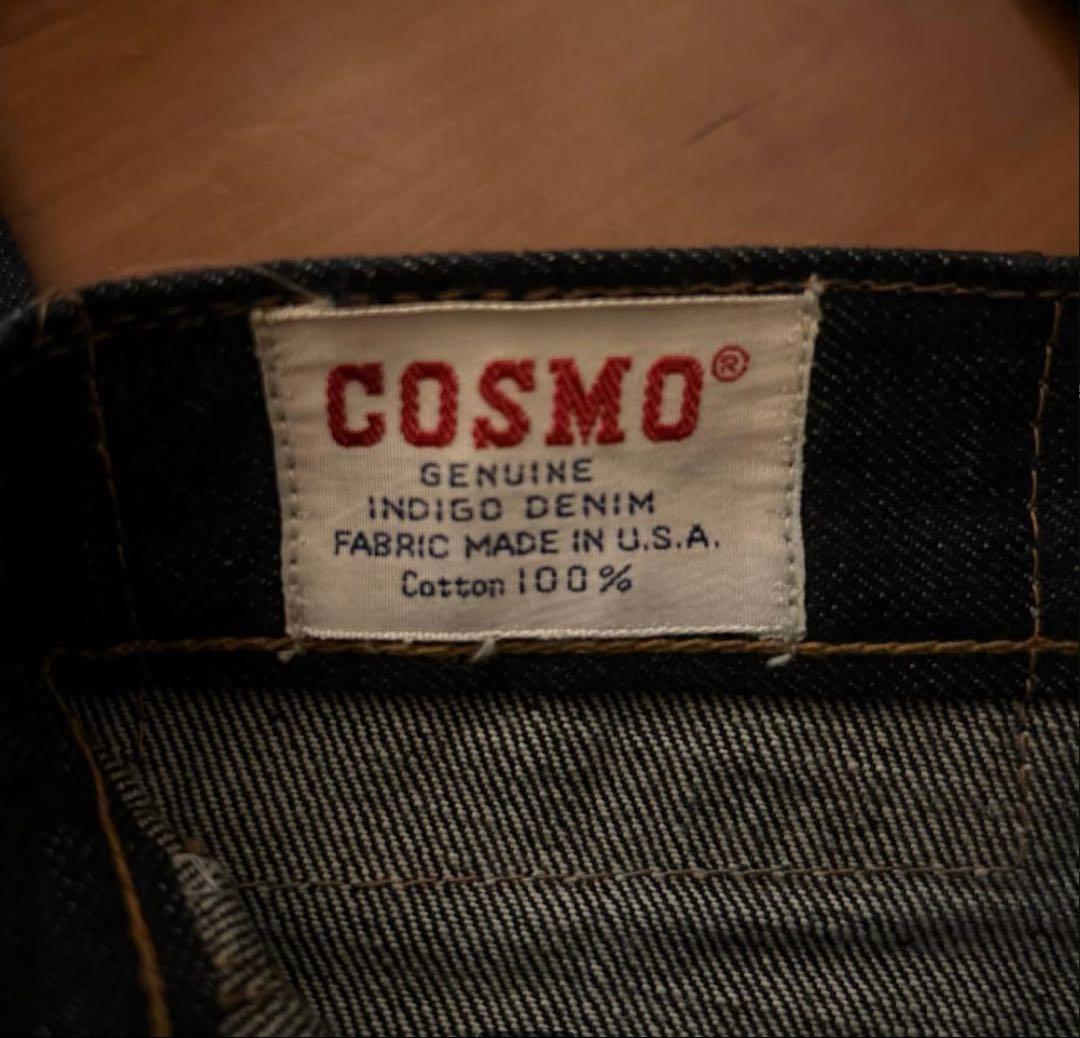 COSMO®
GENUINE
INDIGO DENIM
FABRIC MADE IN U.S.A.
Cotton 100%